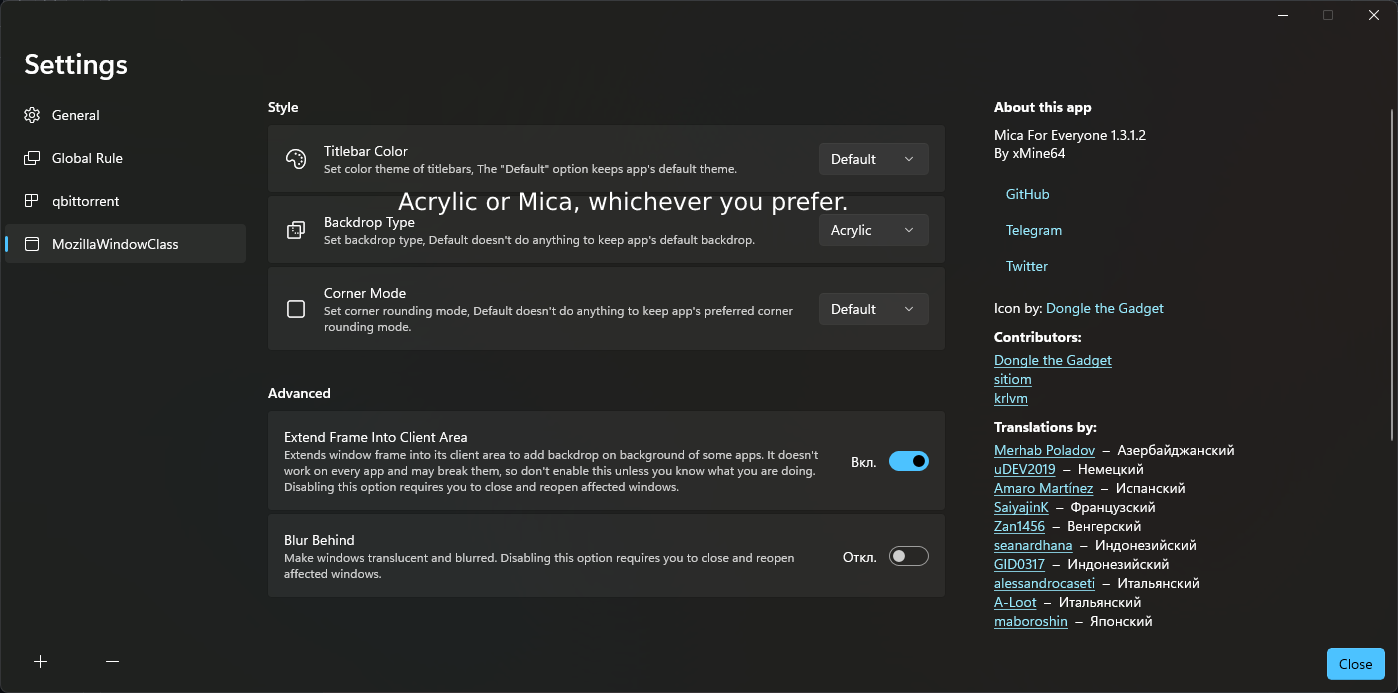 Settings
General
Global Rule
qbittorrent
MozillaWindowClass
Style
Titlebar Color
Set color theme of titlebars, The "Default" option keeps app's default theme.
Default
Acrylic or Mica, whichever you prefer.
Backdrop Type
Set backdrop type, Default doesn't do anything to keep app's default backdrop.
Acrylic
Corner Mode
Set corner rounding mode, Default doesn't do anything to keep app's preferred corner
rounding mode.
Default
Advanced
Extend Frame Into Client Area
Extends window frame into its client area to add backdrop on background of some apps. It doesn't
work on every app and may break them, so don't enable this unless you know what you are doing.
Disabling this option requires you to close and reopen affected windows.
Вкл.
Blur Behind
Make windows translucent and blurred. Disabling this option requires you to close and reopen
affected windows.
Откл.
About this app
Mica For Everyone 1.3.1.2
By xMine64
GitHub
Telegram
Twitter
Icon by: Dongle the Gadget
Contributors:
Dongle the Gadget
sitiom
krlvm
Translations by:
Merhab Poladov – Азербайджанский
uDEV2019 – Немецкий
Amaro Martínez – Испанский
SaiyajinK – Французский
Zan1456 – Венгерский
seanardhana – Индонезийский
GID0317 – Индонезийский
alessandrocaseti – Итальянский
A-Loot – Итальянский
maboroshin – Японский
Close